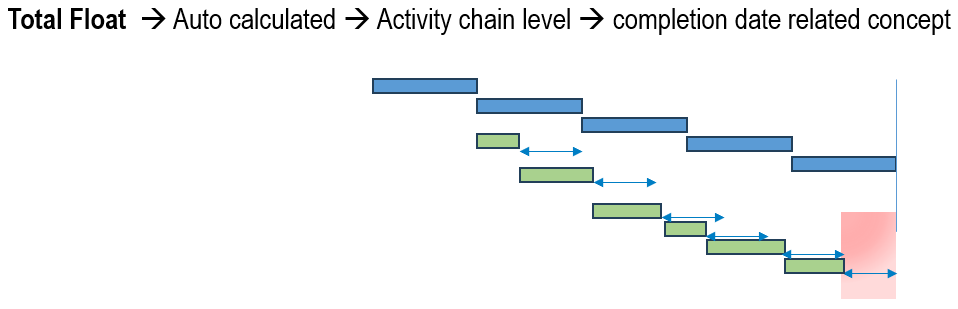 Total Float → Auto calculated → Activity chain level → completion date related concept